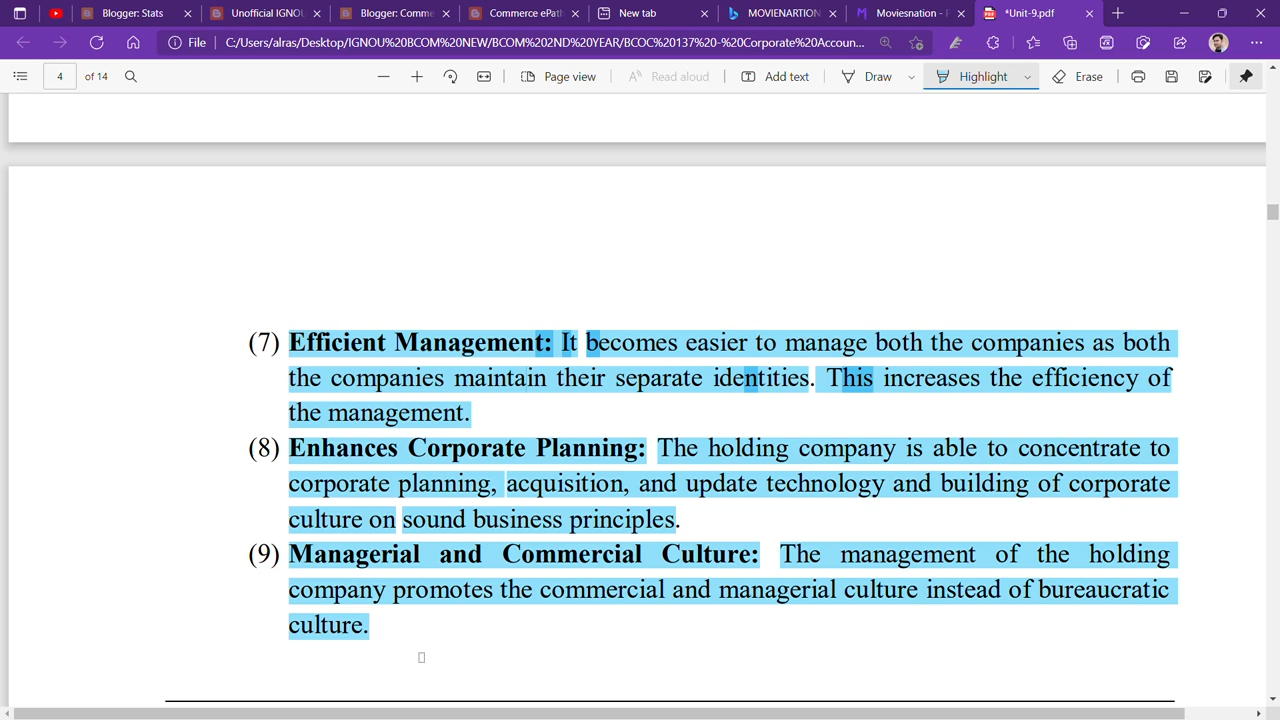 Blogger: Stats
Unofficial IGNOU
Blogger: Comme
Commerce ePat
New tab
MOVIENARTION
Moviesnation -
*Unit-9.pdf
File
C:/Users/alras/Desktop/IGNOU%20BCOM%20NEW/BCOM%202ND%20YEAR/BCOC%20137%20-%20Corporate%20Accoun...
4 of 14
Page view
Read aloud
Add text
Draw
Highlight
Erase
(7) Efficient Management: It becomes easier to manage both the companies as both
the companies maintain their separate identities. This increases the efficiency of
the management.
(8) Enhances Corporate Planning: The holding company is able to concentrate to
corporate planning, acquisition, and update technology and building of corporate
culture on sound business principles.
(9) Managerial and Commercial Culture: The management of the holding
company promotes the commercial and managerial culture instead of bureaucratic
culture.